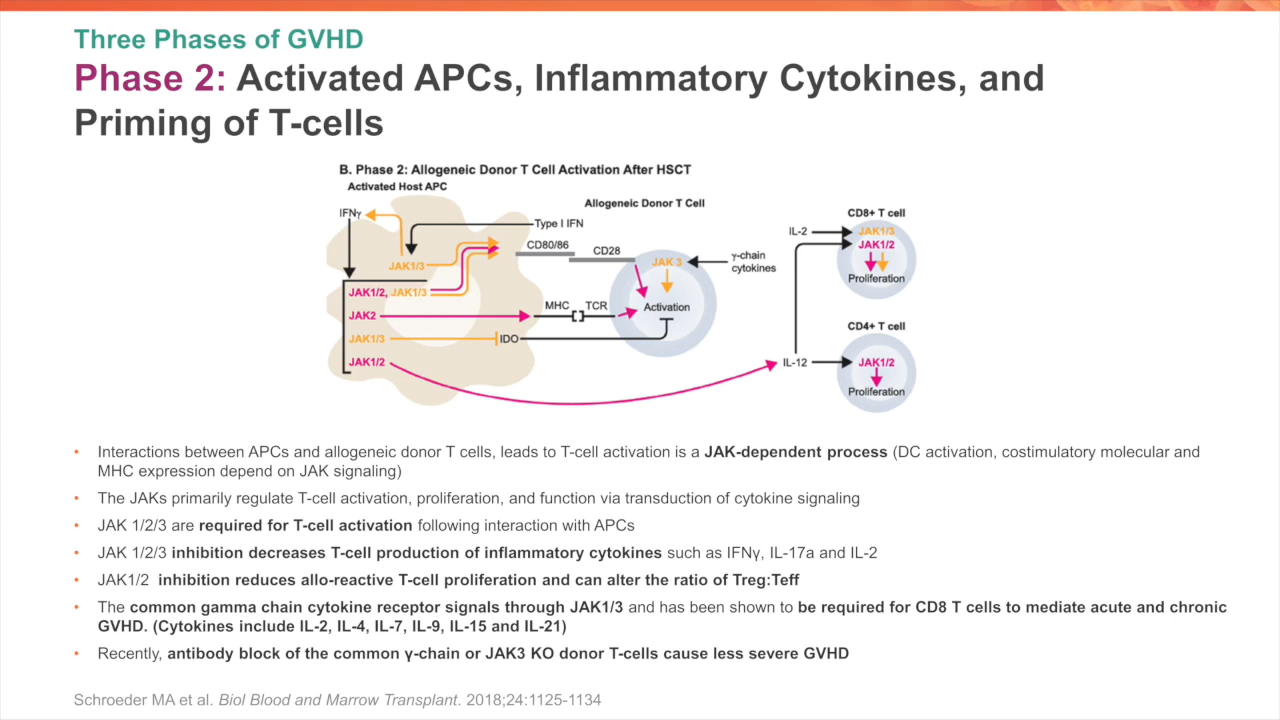 Three Phases of GVHD
Phase 2: Activated APCs, Inflammatory Cytokines, and
Priming of T-cells
B. Phase 2: Allogeneic Donor T Cell Activation After HSCT
Activated Host APC
Allogeneic Donor T Cell
CD8+ T cell
IFNγ
Type I IFN
IL-2
JAK1/3
JAK1/2
CD80/86
CD28
JAK1/3
JAK 3
γ-chain
cytokines
Proliferation
JAK1/2, JAK1/3
MHC
TCR
Activation
JAK2
CD4+ T cell
JAK1/3
IDO
JAK1/2
IL-12
JAK1/2
Proliferation
• Interactions between APCs and allogeneic donor T cells, leads to T-cell activation is a JAK-dependent process (DC activation, costimulatory molecular and
MHC expression depend on JAK signaling)
• The JAKs primarily regulate T-cell activation, proliferation, and function via transduction of cytokine signaling
• JAK 1/2/3 are required for T-cell activation following interaction with APCs
• JAK 1/2/3 inhibition decreases T-cell production of inflammatory cytokines such as IFNγ, IL-17a and IL-2
• JAK1/2 inhibition reduces allo-reactive T-cell proliferation and can alter the ratio of Treg:Teff
• The common gamma chain cytokine receptor signals through JAK1/3 and has been shown to be required for CD8 T cells to mediate acute and chronic
GVHD. (Cytokines include IL-2, IL-4, IL-7, IL-9, IL-15 and IL-21)
• Recently, antibody block of the common γ-chain or JAK3 KO donor T-cells cause less severe GVHD
Schroeder MA et al. Biol Blood and Marrow Transplant. 2018;24:1125-1134